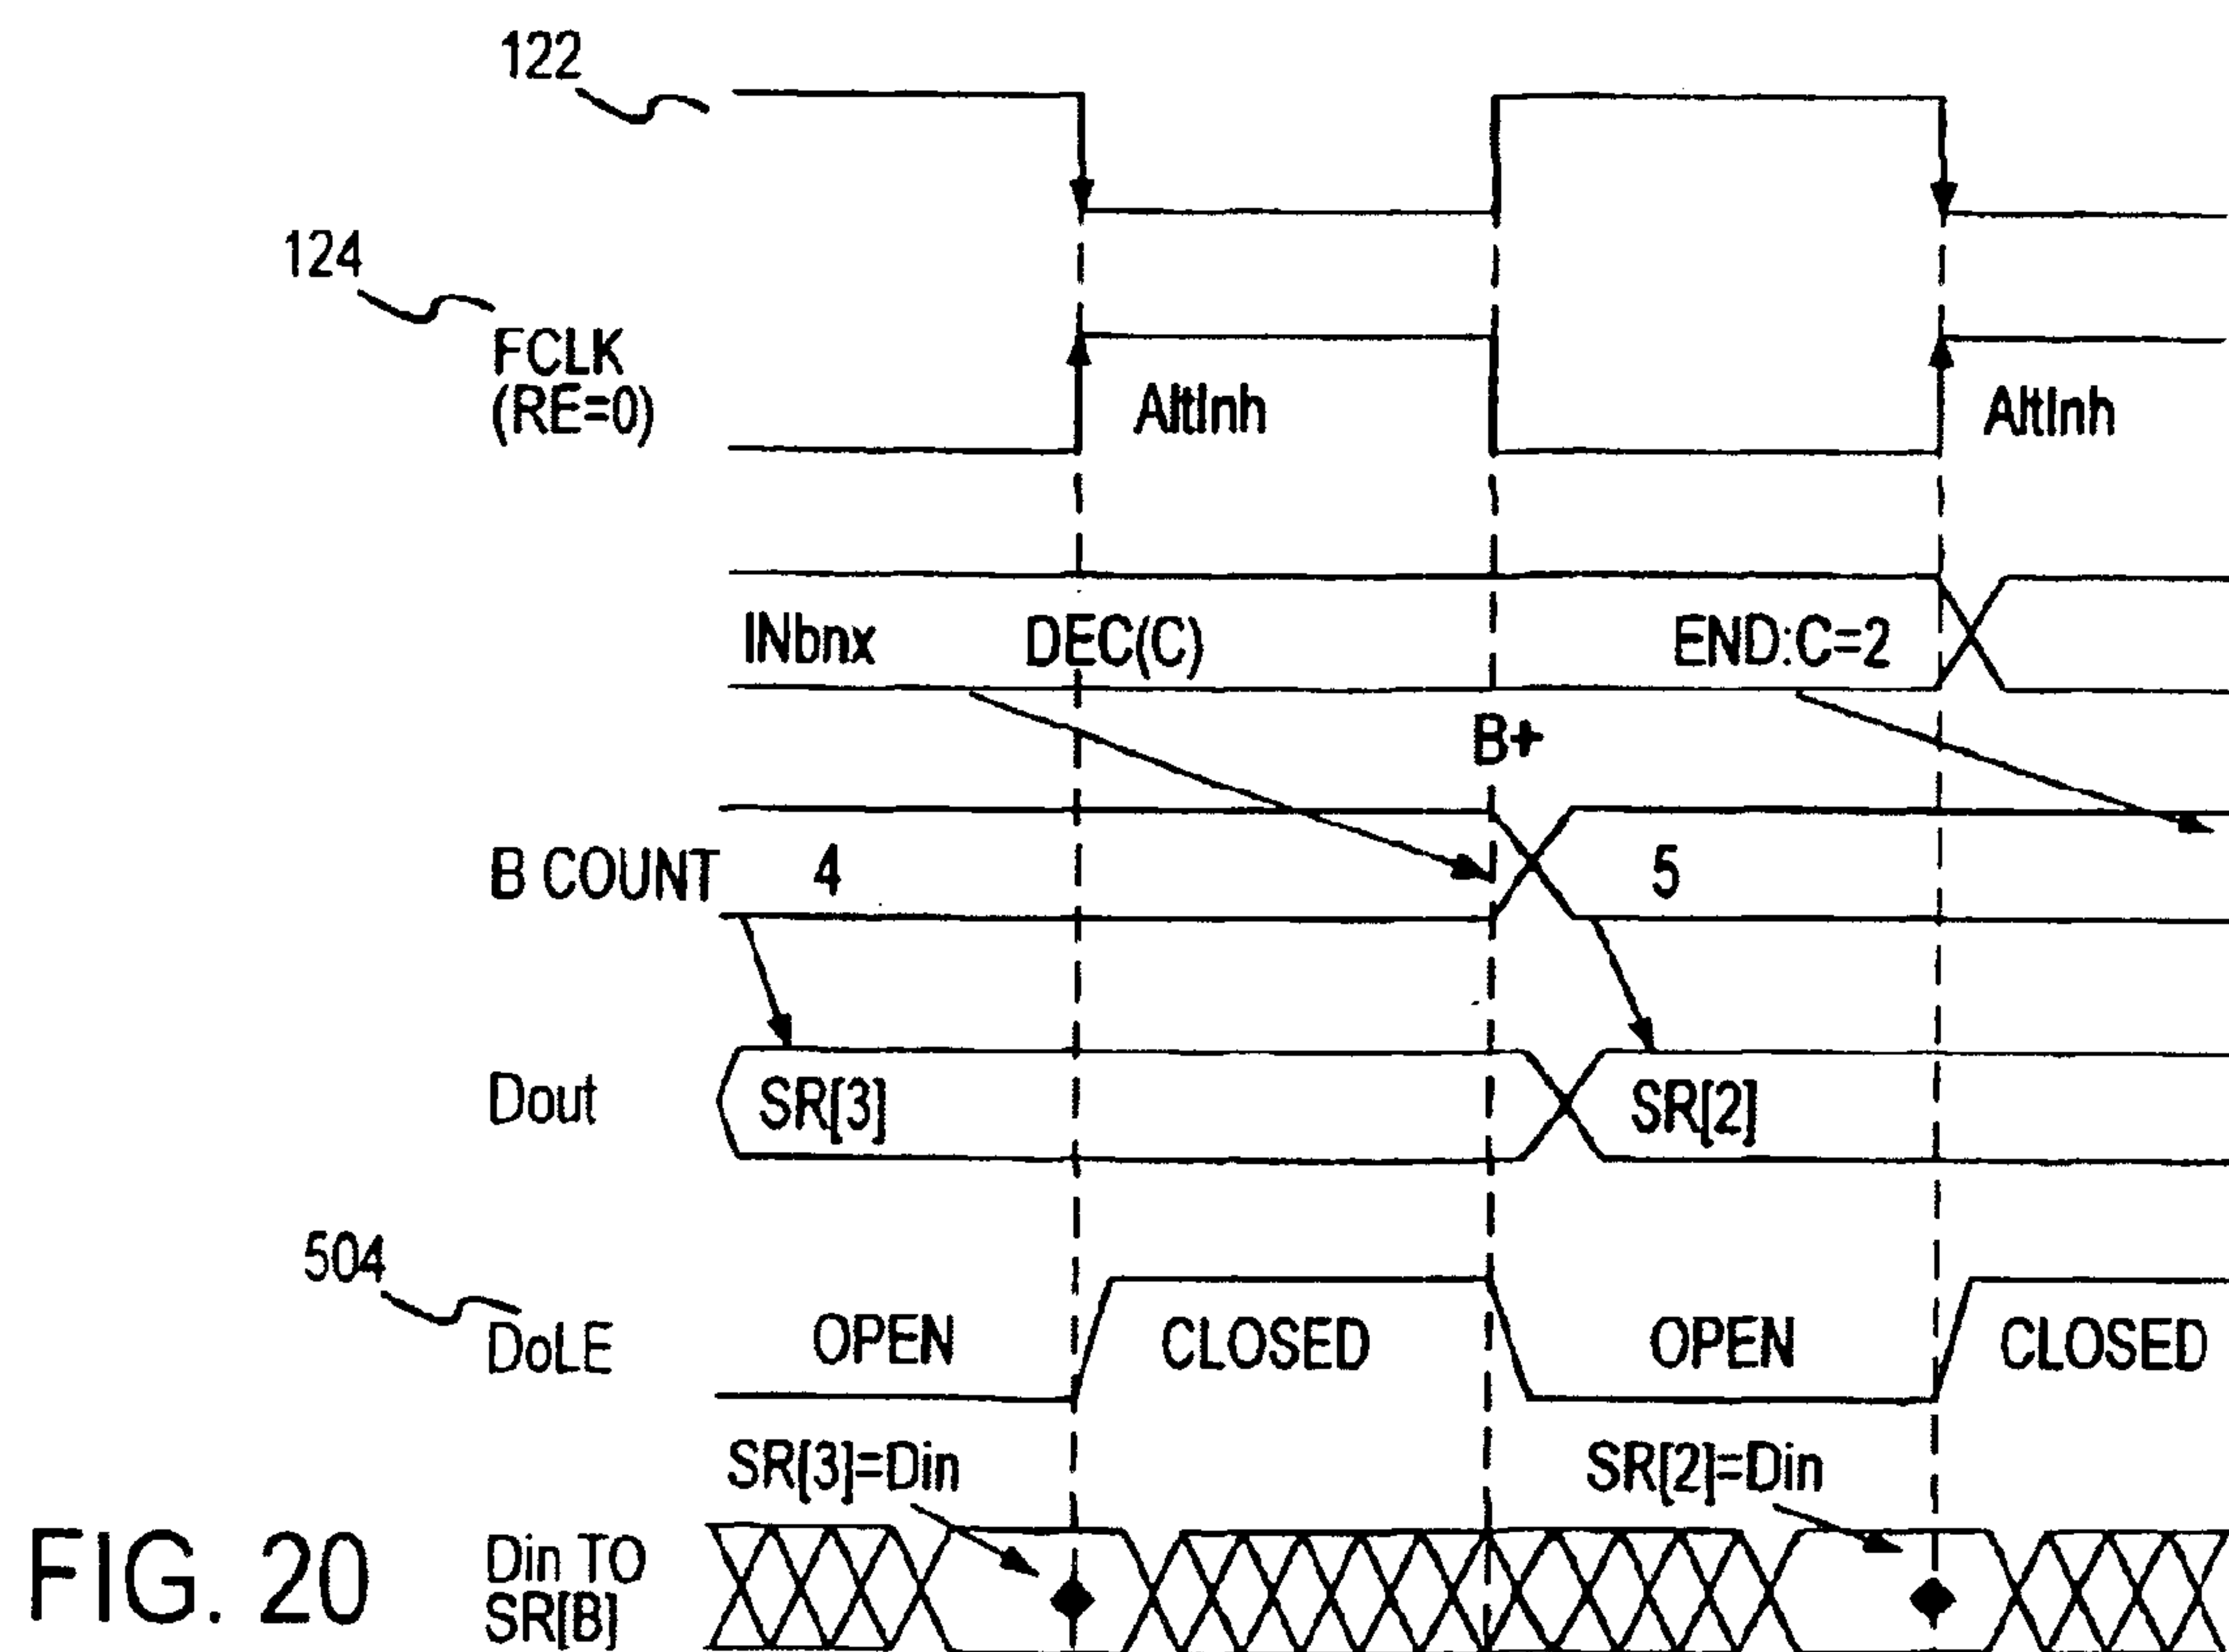 122
124
FCLK
(RE=0)
AltInh
AltInh
INbnx
DEC(C)
END:C=2
B+
B COUNT
4
5
Dout
SR[3]
SR[2]
504
DoLE
OPEN
CLOSED
OPEN
CLOSED
SR[3]=Din
SR[2]=Din
FIG. 20
Din TO
SR[B]